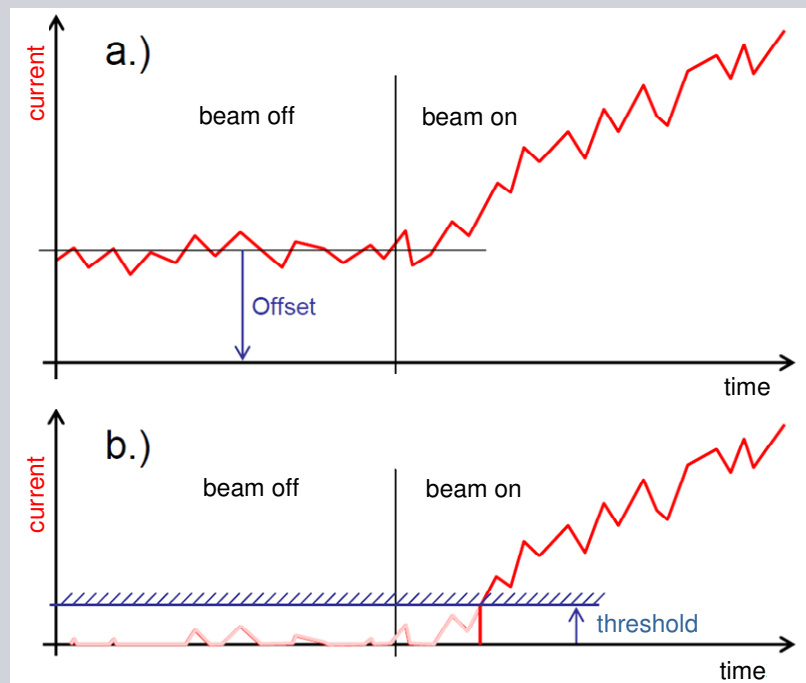 a.)
current
beam off
beam on
Offset
time
b.)
current
beam off
beam on
threshold
time